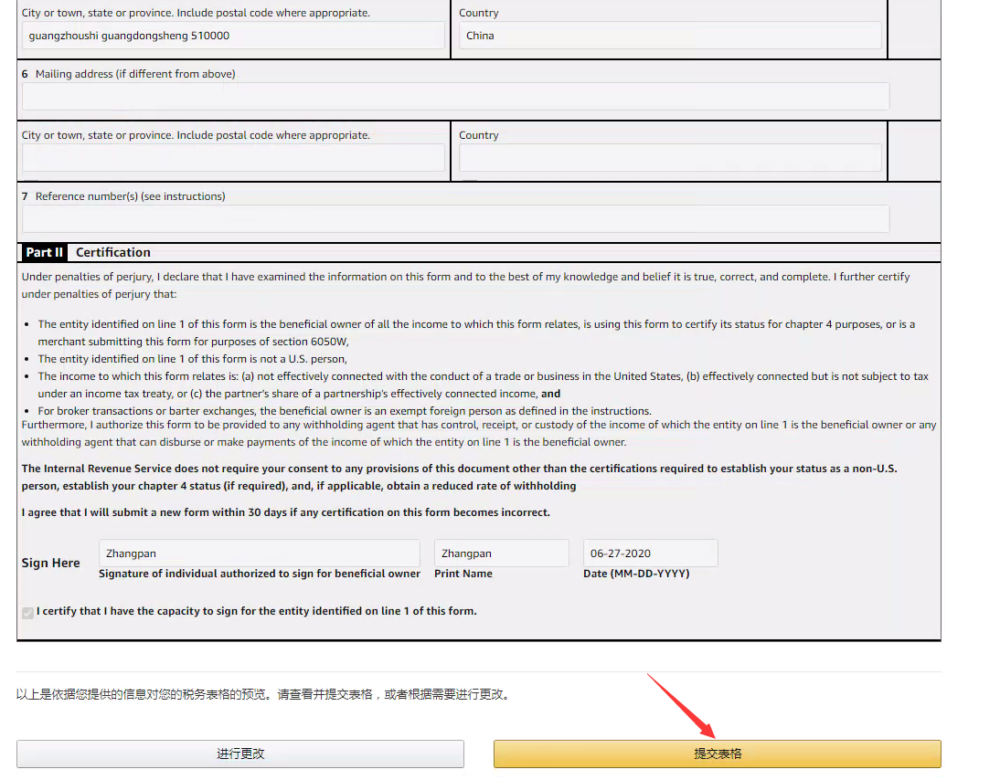 City or town, state or province. Include postal code where appropriate.
Country
guangzhoushi guangdongsheng 510000
China
6 Mailing address (if different from above)
City or town, state or province. Include postal code where appropriate.
Country
7 Reference number(s) (see instructions)
Part II Certification
Under penalties of perjury, I declare that I have examined the information on this form and to the best of my knowledge and belief it is true, correct, and complete. I further certify
under penalties of perjury that:
• The entity identified on line 1 of this form is the beneficial owner of all the income to which this form relates, is using this form to certify its status for chapter 4 purposes, or is a
merchant submitting this form for purposes of section 6050W,
• The entity identified on line 1 of this form is not a U.S. person,
• The income to which this form relates is: (a) not effectively connected with the conduct of a trade or business in the United States, (b) effectively connected but is not subject to tax
under an income tax treaty, or (c) the partner's share of a partnership's effectively connected income, and
• For broker transactions or barter exchanges, the beneficial owner is an exempt foreign person as defined in the instructions.
Furthermore, I authorize this form to be provided to any withholding agent that has control, receipt, or custody of the income of which the entity on line 1 is the beneficial owner or any
withholding agent that can disburse or make payments of the income of which the entity on line 1 is the beneficial owner.
The Internal Revenue Service does not require your consent to any provisions of this document other than the certifications required to establish your status as a non-U.S.
person, establish your chapter 4 status (if required), and, if applicable, obtain a reduced rate of withholding
I agree that I will submit a new form within 30 days if any certification on this form becomes incorrect.
Sign Here
Zhangpan
Zhangpan
06-27-2020
Signature of individual authorized to sign for beneficial owner
Print Name
Date (MM-DD-YYYY)
I certify that I have the capacity to sign for the entity identified on line 1 of this form.
以上是依据您提供的信息对您的税务表格的预览。请查看并提交表格，或者根据需要进行更改。
进行更改
提交表格